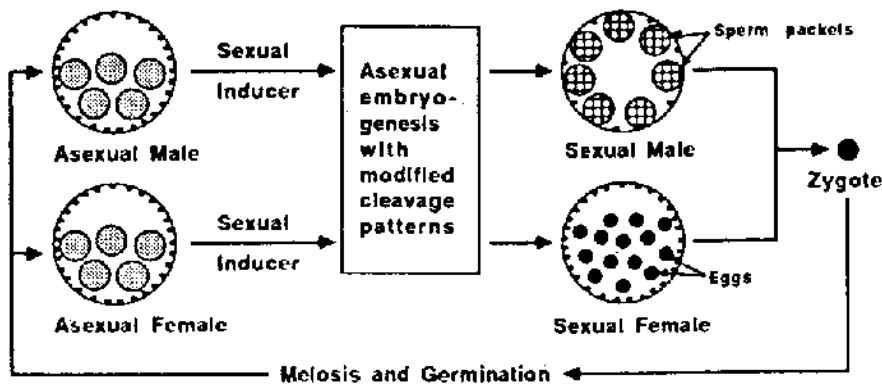 Sexual
Inducer
Asexual Male
Asexual
embryo-
genesis
with
modified
cleavage
patterns
Sperm packets
Sexual Male
Zygote
Sexual
Inducer
Asexual Female
Eggs
Sexual Female
Meiosis and Germination